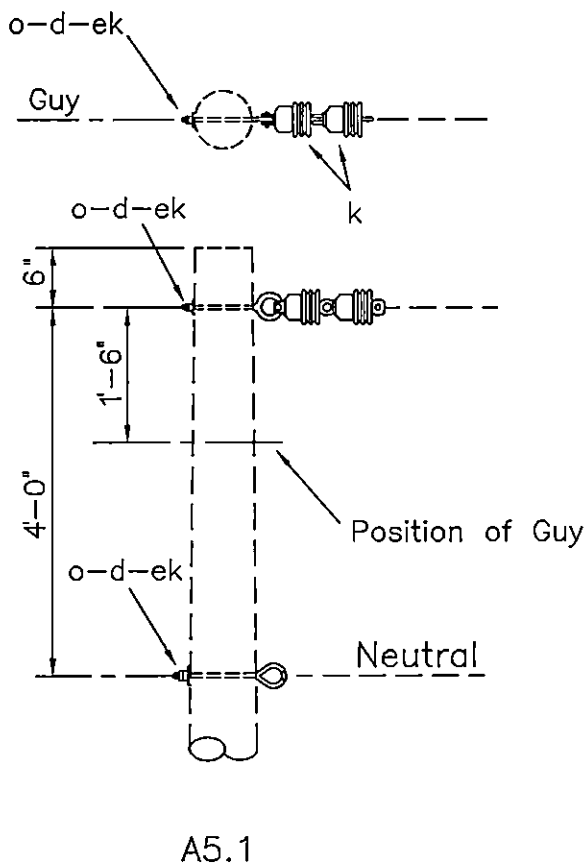 o-d-ek
Guy
k
o-d-ek
6"
1'-6"
4'-0"
Position of Guy
o-d-ek
Neutral
A5.1